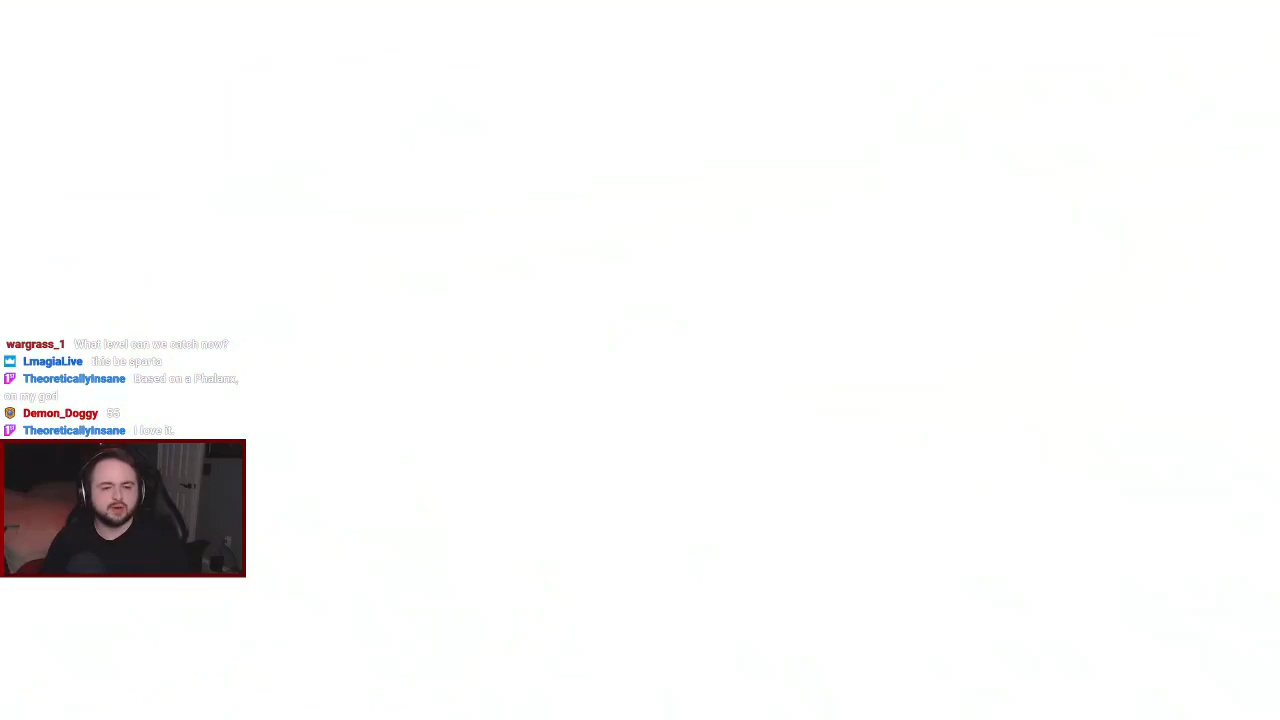 wargrass_1 What level can we catch now?
LmagiaLive this be sparta
TheoreticallyInsane Based on a Phalanx,
on my god
Demon_Doggy 55
TheoreticallyInsane I love it.